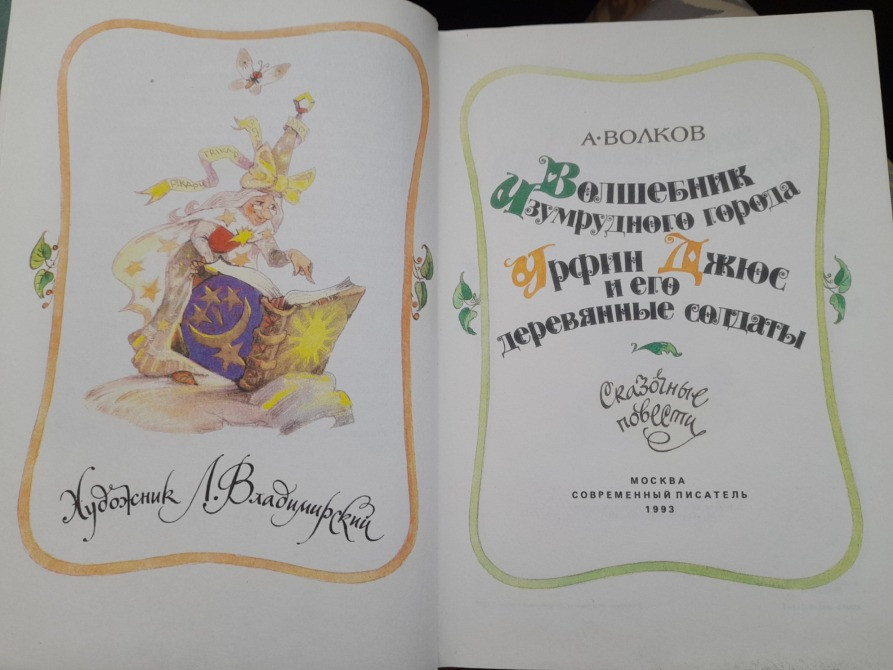 Художник Л. Владимирский
А·ВОЛКОВ
Волшебник
Изумрудного города
Урфин Джюс
и его
деревянные солдаты
Сказочные
повести
МОСКВА
СОВРЕМЕННЫЙ ПИСАТЕЛЬ
1993